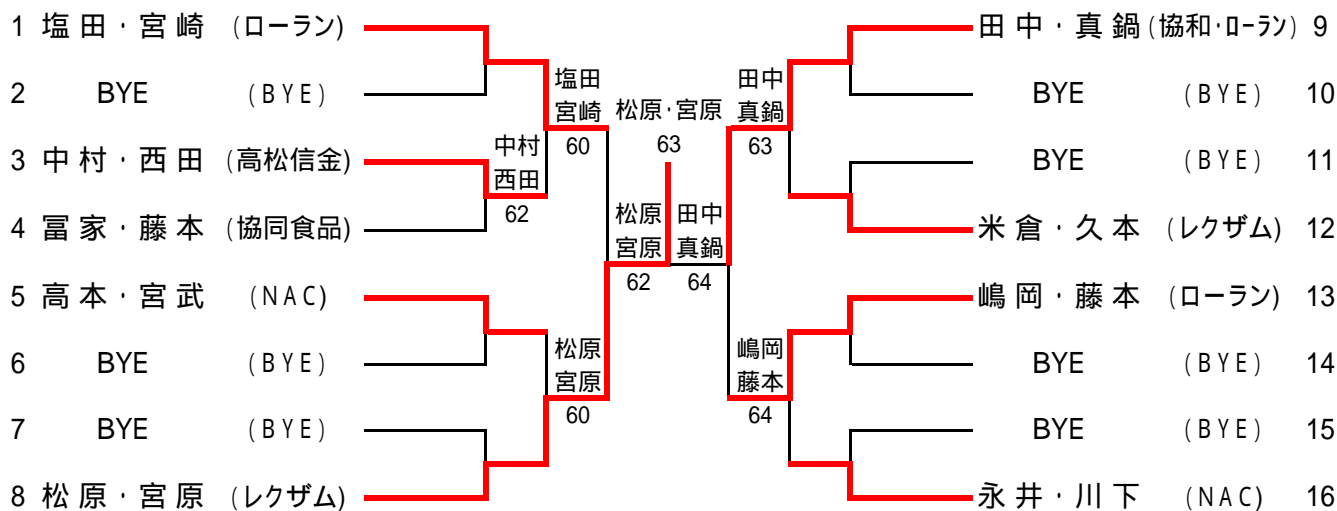 1 塩田・宮崎 (ローラン)
2 BYE (BYE)
3 中村・西田 (高松信金)
4 冨家・藤本 (協同食品)
5 高本・宮武 (NAC)
6 BYE (BYE)
7 BYE (BYE)
8 松原・宮原 (レクザム)
中村
西田
62
塩田
宮崎
60
松原
宮原
60
松原・宮原
63
松原
宮原
62
田中
真鍋
64
田中
真鍋
63
嶋岡
藤本
64
田中・真鍋 (協和・ローラン) 9
BYE (BYE) 10
BYE (BYE) 11
米倉・久本 (レクザム) 12
嶋岡・藤本 (ローラン) 13
BYE (BYE) 14
BYE (BYE) 15
永井・川下 (NAC) 16